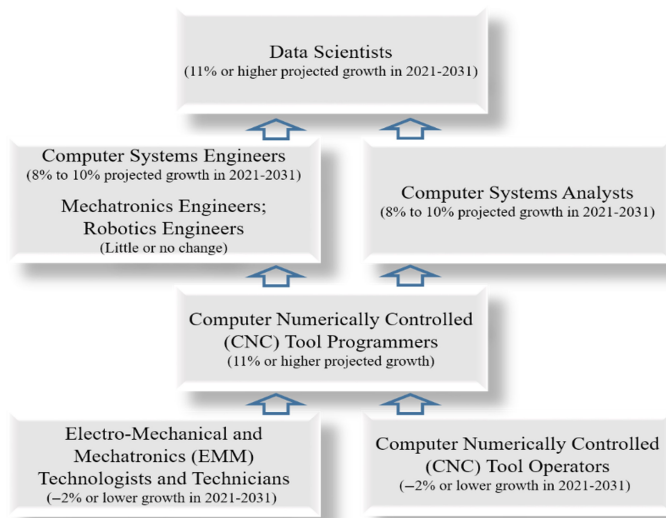 Data Scientists
(11% or higher projected growth in 2021-2031)
Computer Systems Engineers
(8% to 10% projected growth in 2021-2031)
Mechatronics Engineers;
Robotics Engineers
(Little or no change)
Computer Systems Analysts
(8% to 10% projected growth in 2021-2031)
Computer Numerically Controlled
(CNC) Tool Programmers
(11% or higher projected growth)
Electro-Mechanical and
Mechatronics (EMM)
Technologists and Technicians
(−2% or lower growth in 2021-2031)
Computer Numerically Controlled
(CNC) Tool Operators
(−2% or lower growth in 2021-2031)